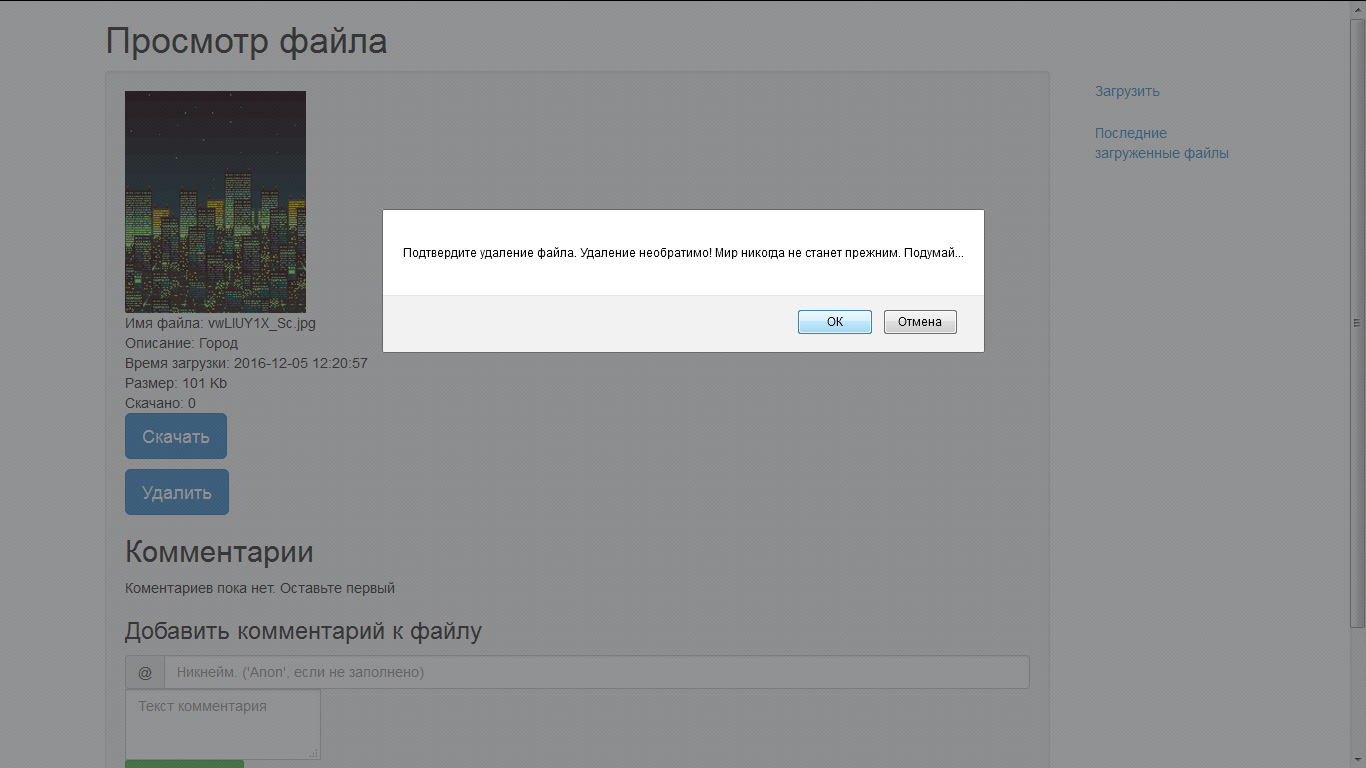 Просмотр файла
Загрузить
Последние
загруженные файлы
Подтвердите удаление файла. Удаление необратимо! Мир никогда не станет прежним. Подумай...
ОК
Отмена
Имя файла: vwLlUY1X_Sc.jpg
Описание: Город
Время загрузки: 2016-12-05 12:20:57
Размер: 101 Kb
Скачано: 0
Скачать
Удалить
Комментарии
Коментариев пока нет. Оставьте первый
Добавить комментарий к файлу
@ Никнейм. ('Anon', если не заполнено)
Текст комментария